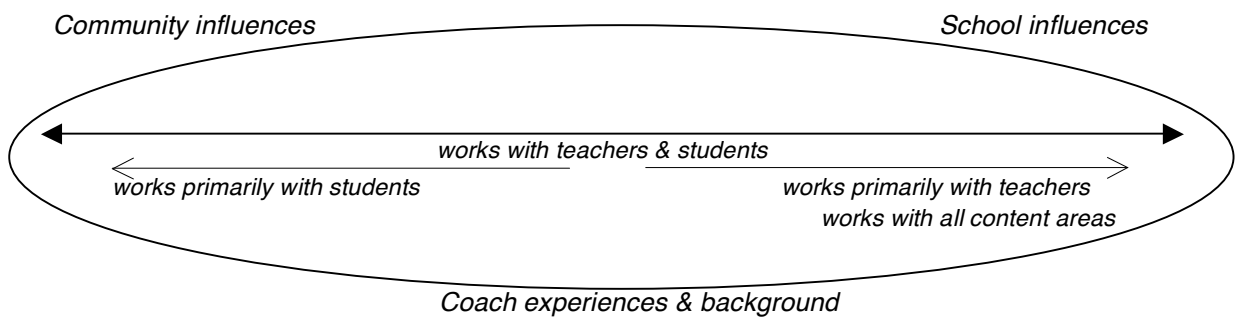 Community influences
School influences
works with teachers & students
works primarily with students
works primarily with teachers
works with all content areas
Coach experiences & background